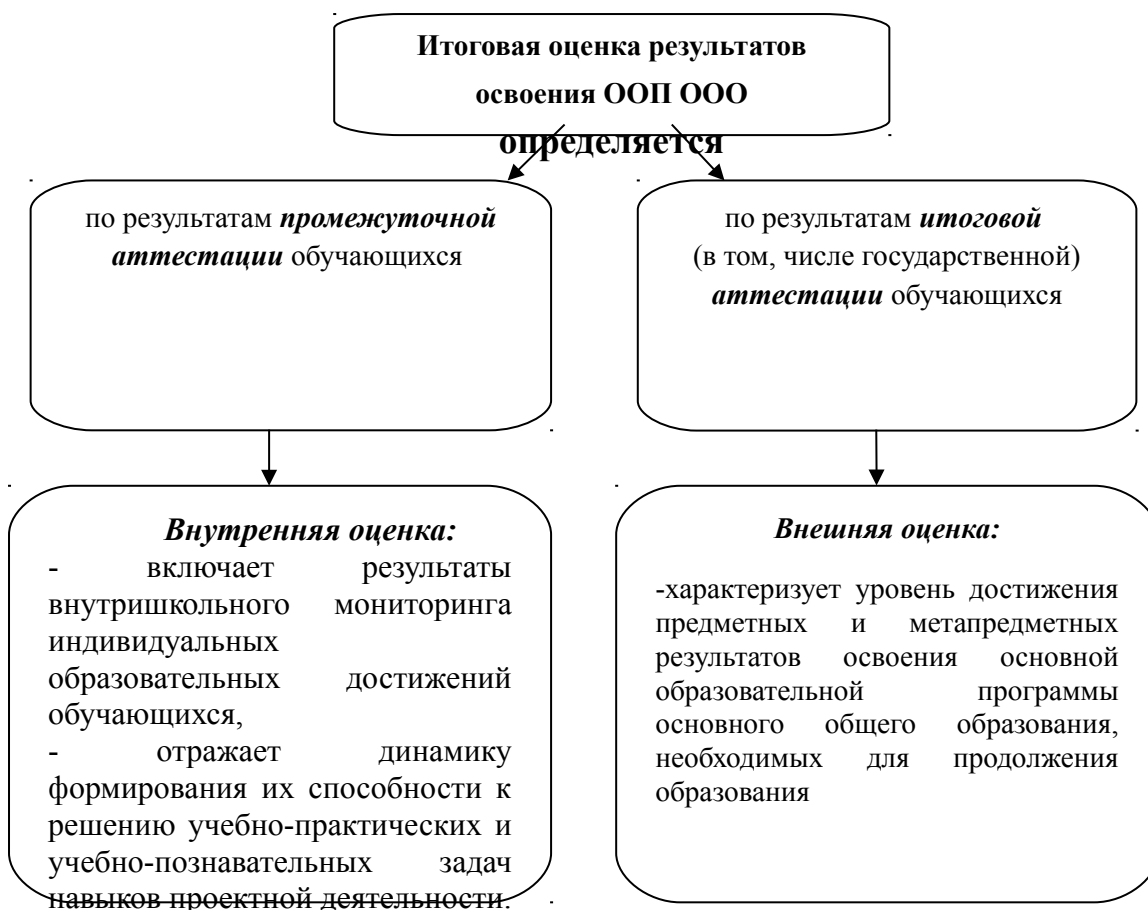 Итоговая оценка результатов
освоения ООП ООО
определяется
по результатам промежуточной
аттестации обучающихся
по результатам итоговой
(в том, числе государственной)
аттестации обучающихся
Внутренняя оценка:
- включает результаты
внутришкольного мониторинга
индивидуальных
образовательных достижений
обучающихся,
- отражает динамику
формирования их способности к
решению учебно-практических и
учебно-познавательных задач
навыков проектной деятельности.
Внешняя оценка:
-характеризует уровень достижения
предметных и метапредметных
результатов освоения основной
образовательной программы
основного общего образования,
необходимых для продолжения
образования